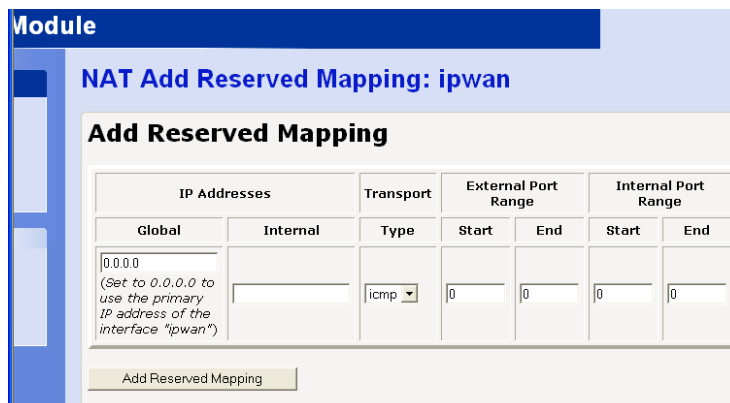 Module
NAT Add Reserved Mapping: ipwan
Add Reserved Mapping
IP Addresses Transport External Port Range Internal Port Range
Global Internal Type Start End Start End
0.0.0.0
(Set to 0.0.0.0 to
use the primary
IP address of the
interface "ipwan")
icmp 0 0 0 0
Add Reserved Mapping